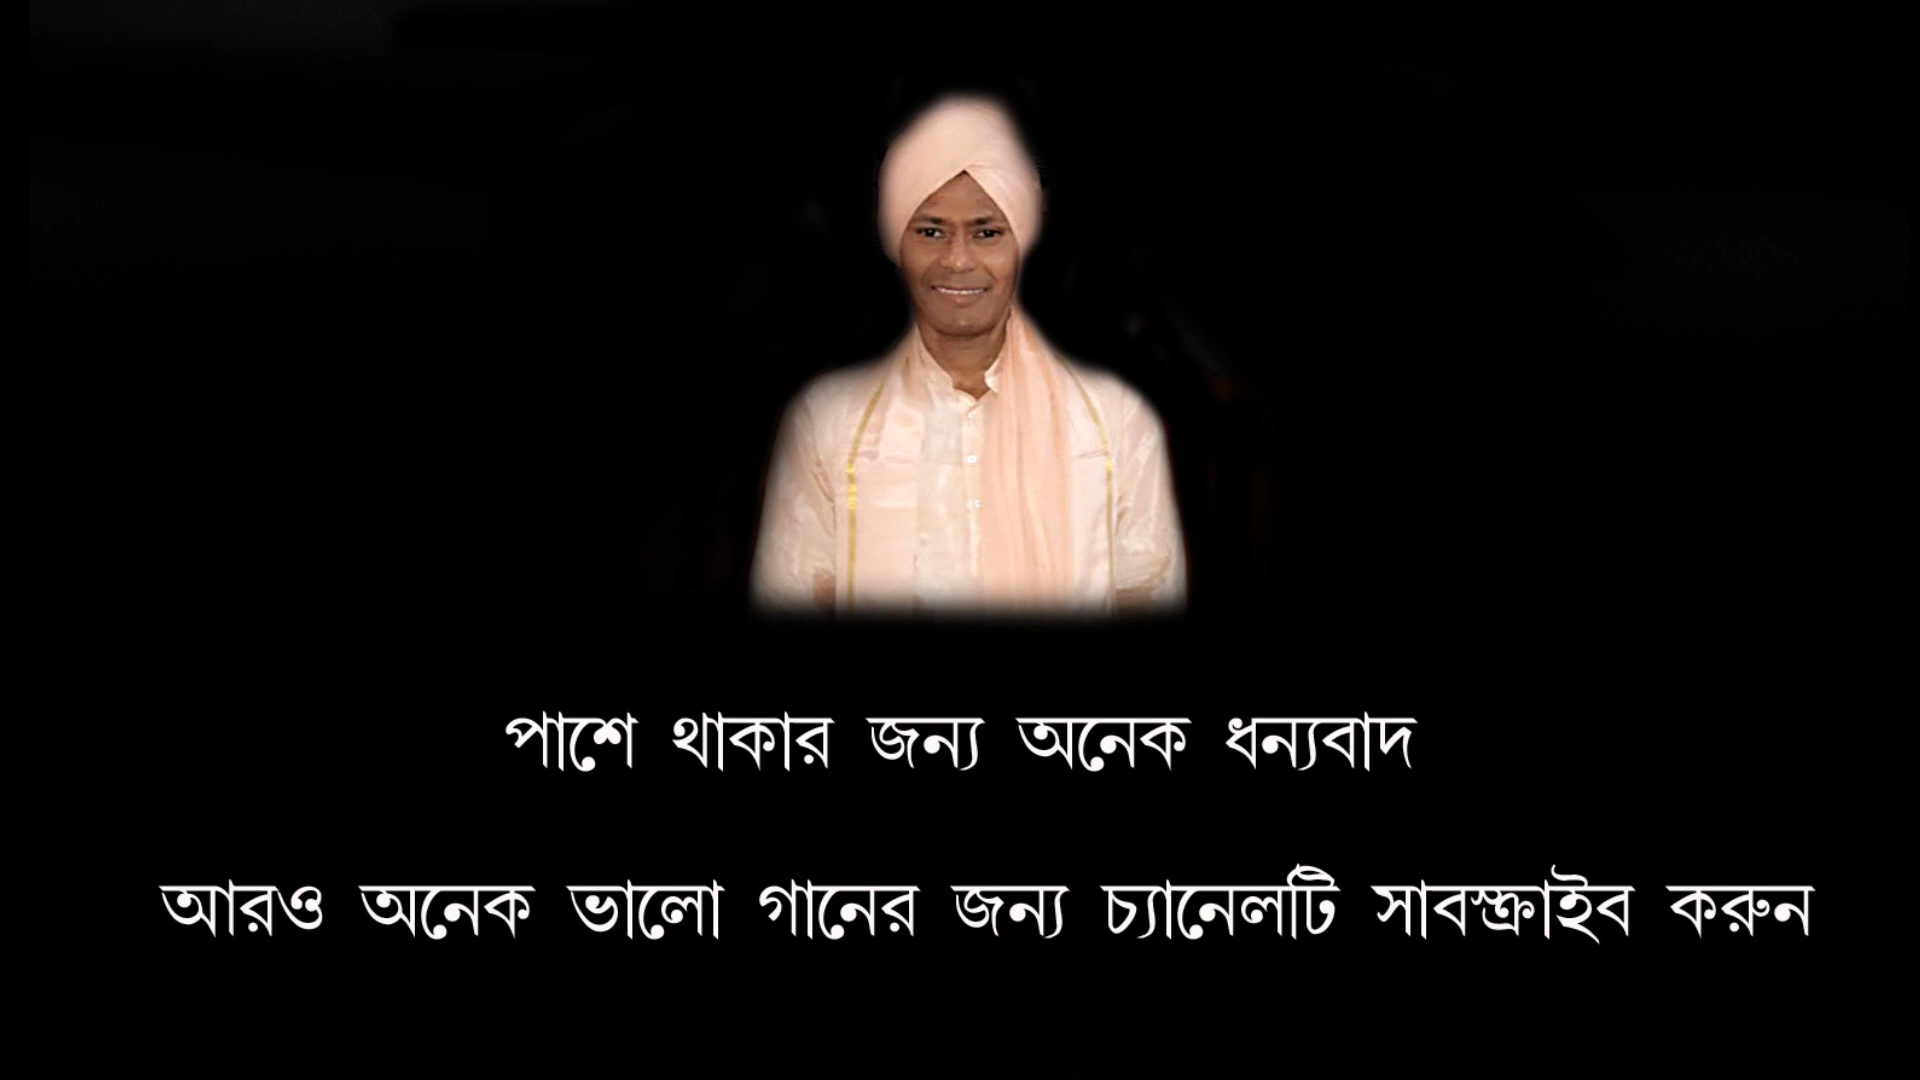 পাশে থাকার জন্য অনেক ধন্যবাদ
আরও অনেক ভালো গানের জন্য চ্যানেলটি সাবস্ক্রাইব করুন